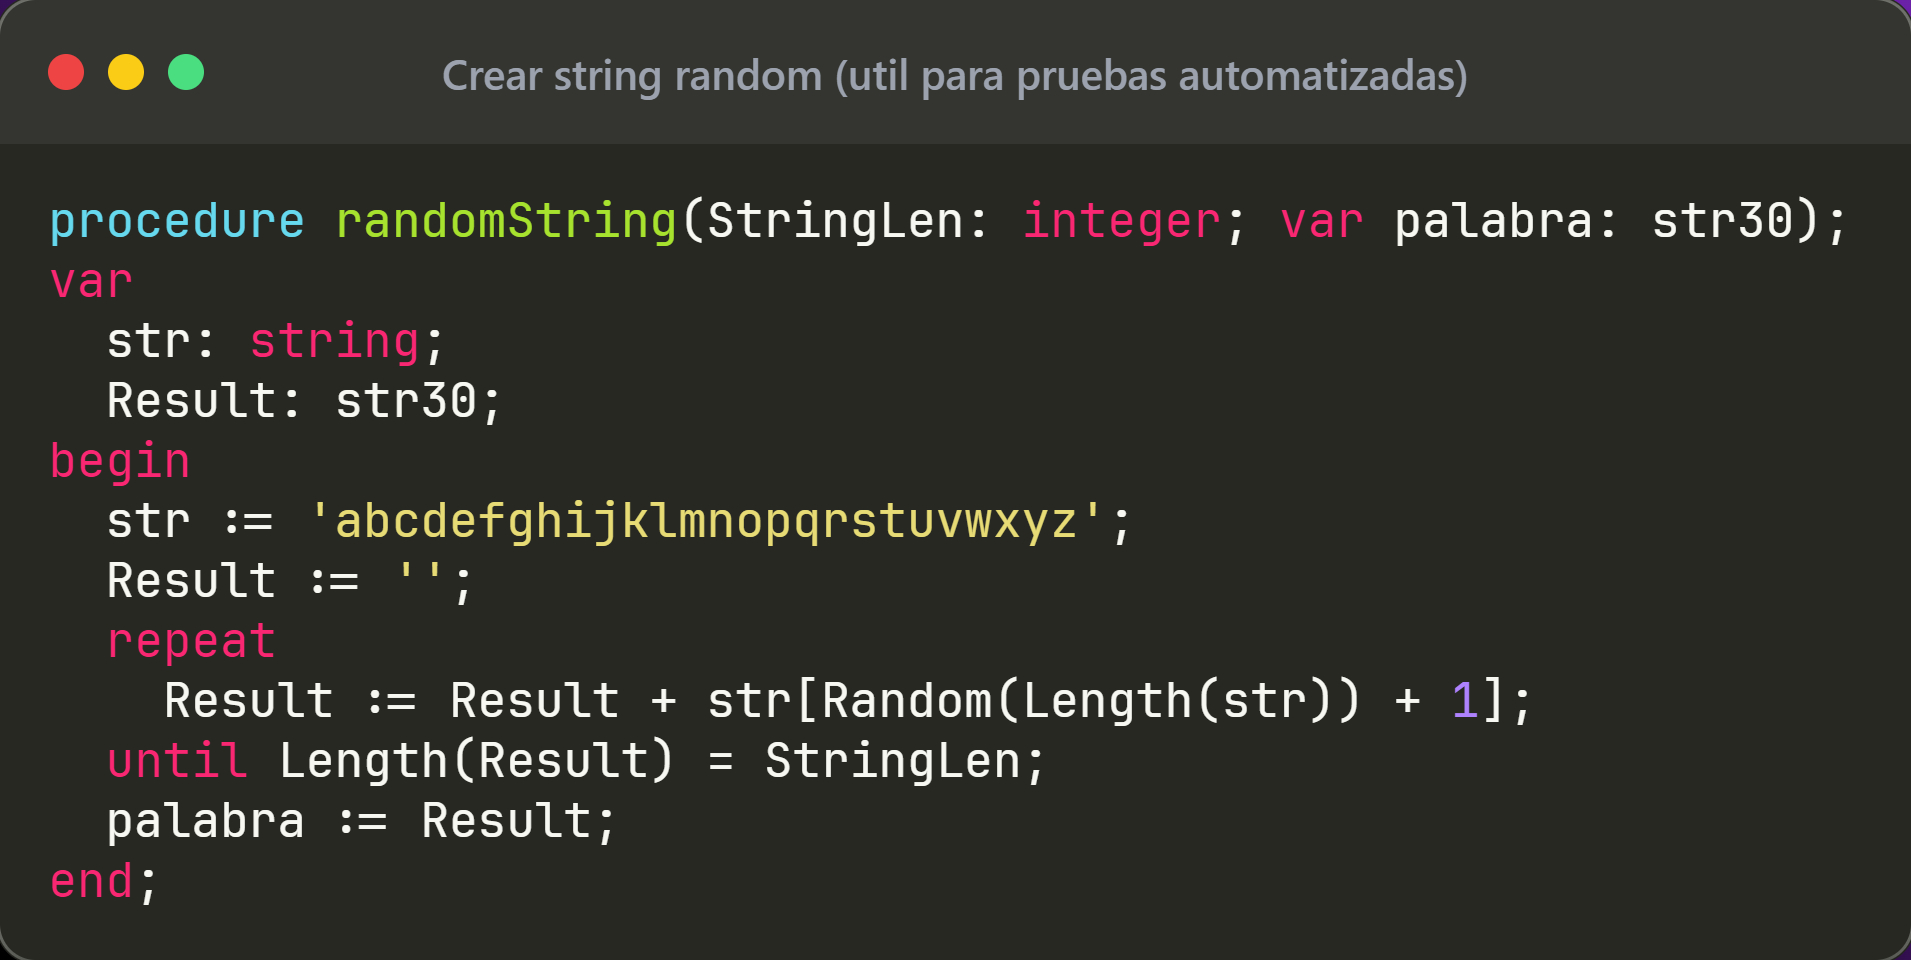 Crear string random (util para pruebas automatizadas)
procedure randomString(StringLen: integer; var palabra: str30);
var
  str: string;
  Result: str30;
begin
  str := 'abcdefghijklmnopqrstuvwxyz';
  Result := '';
  repeat
    Result := Result + str[Random(Length(str)) + 1];
  until Length(Result) = StringLen;
  palabra := Result;
end;